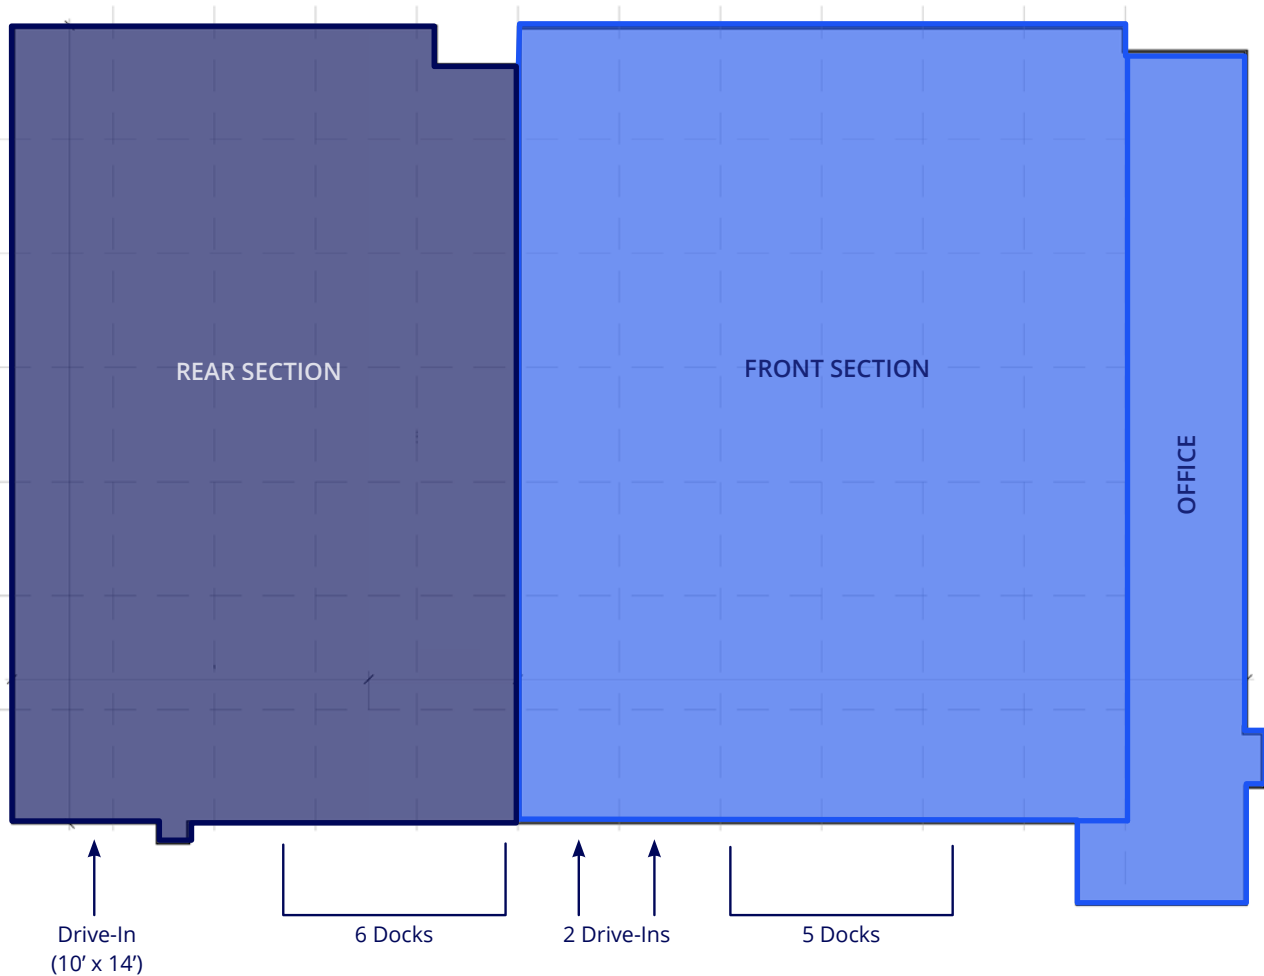 REAR SECTION
FRONT SECTION
OFFICE
Drive-In
(10’ x 14’)
6 Docks
2 Drive-Ins
5 Docks